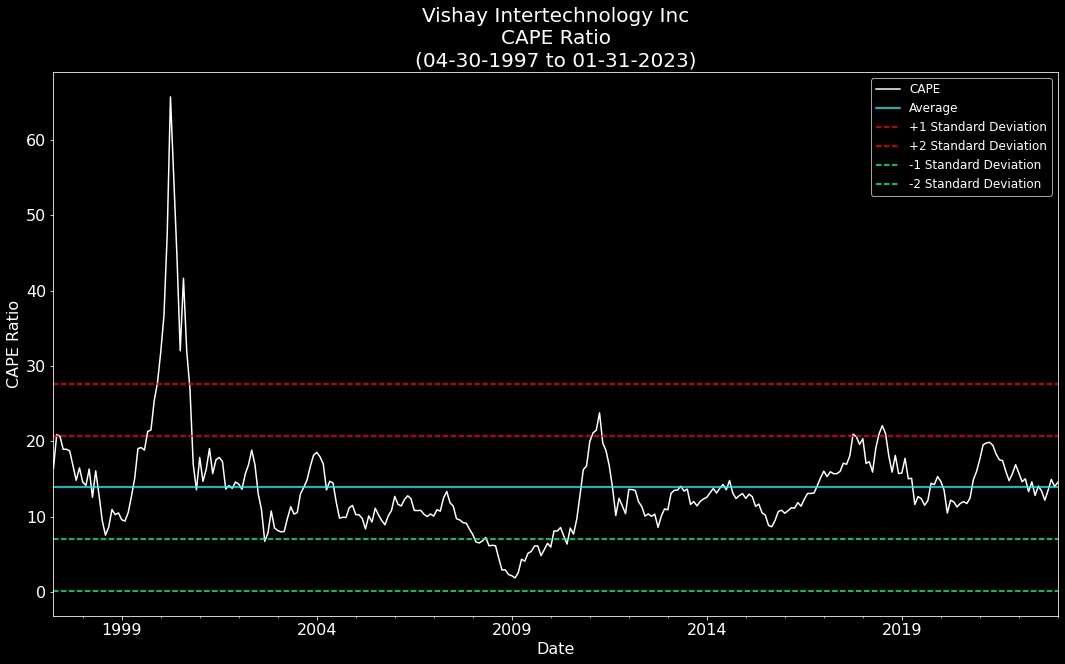 Vishay Intertechnology Inc
CAPE Ratio
(04-30-1997 to 01-31-2023)
CAPE
Average
+1 Standard Deviation
+2 Standard Deviation
-1 Standard Deviation
-2 Standard Deviation
60
50
40
30
20
10
0
CAPE Ratio
1999
2004
2009
2014
2019
Date